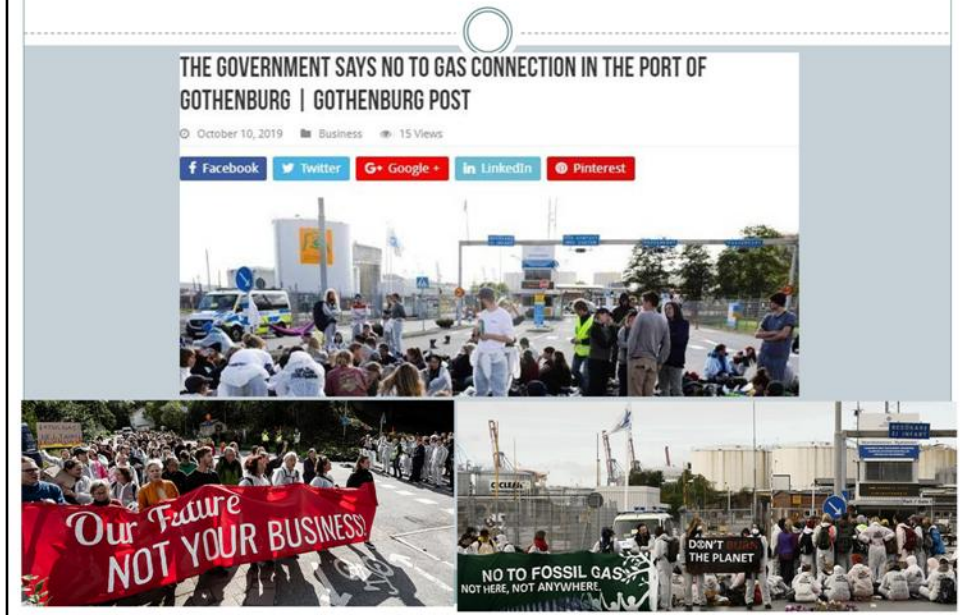 THE GOVERNMENT SAYS NO TO GAS CONNECTION IN THE PORT OF
GOTHENBURG | GOTHENBURG POST
October 10, 2019 Business 15 Views
f Facebook Twitter G+ Google + in LinkedIn Pinterest
Our Future
NOT YOUR BUSINESS!
DON'T BURN
THE PLANET
NO TO FOSSIL GAS
NOT HERE, NOT ANYWHERE.